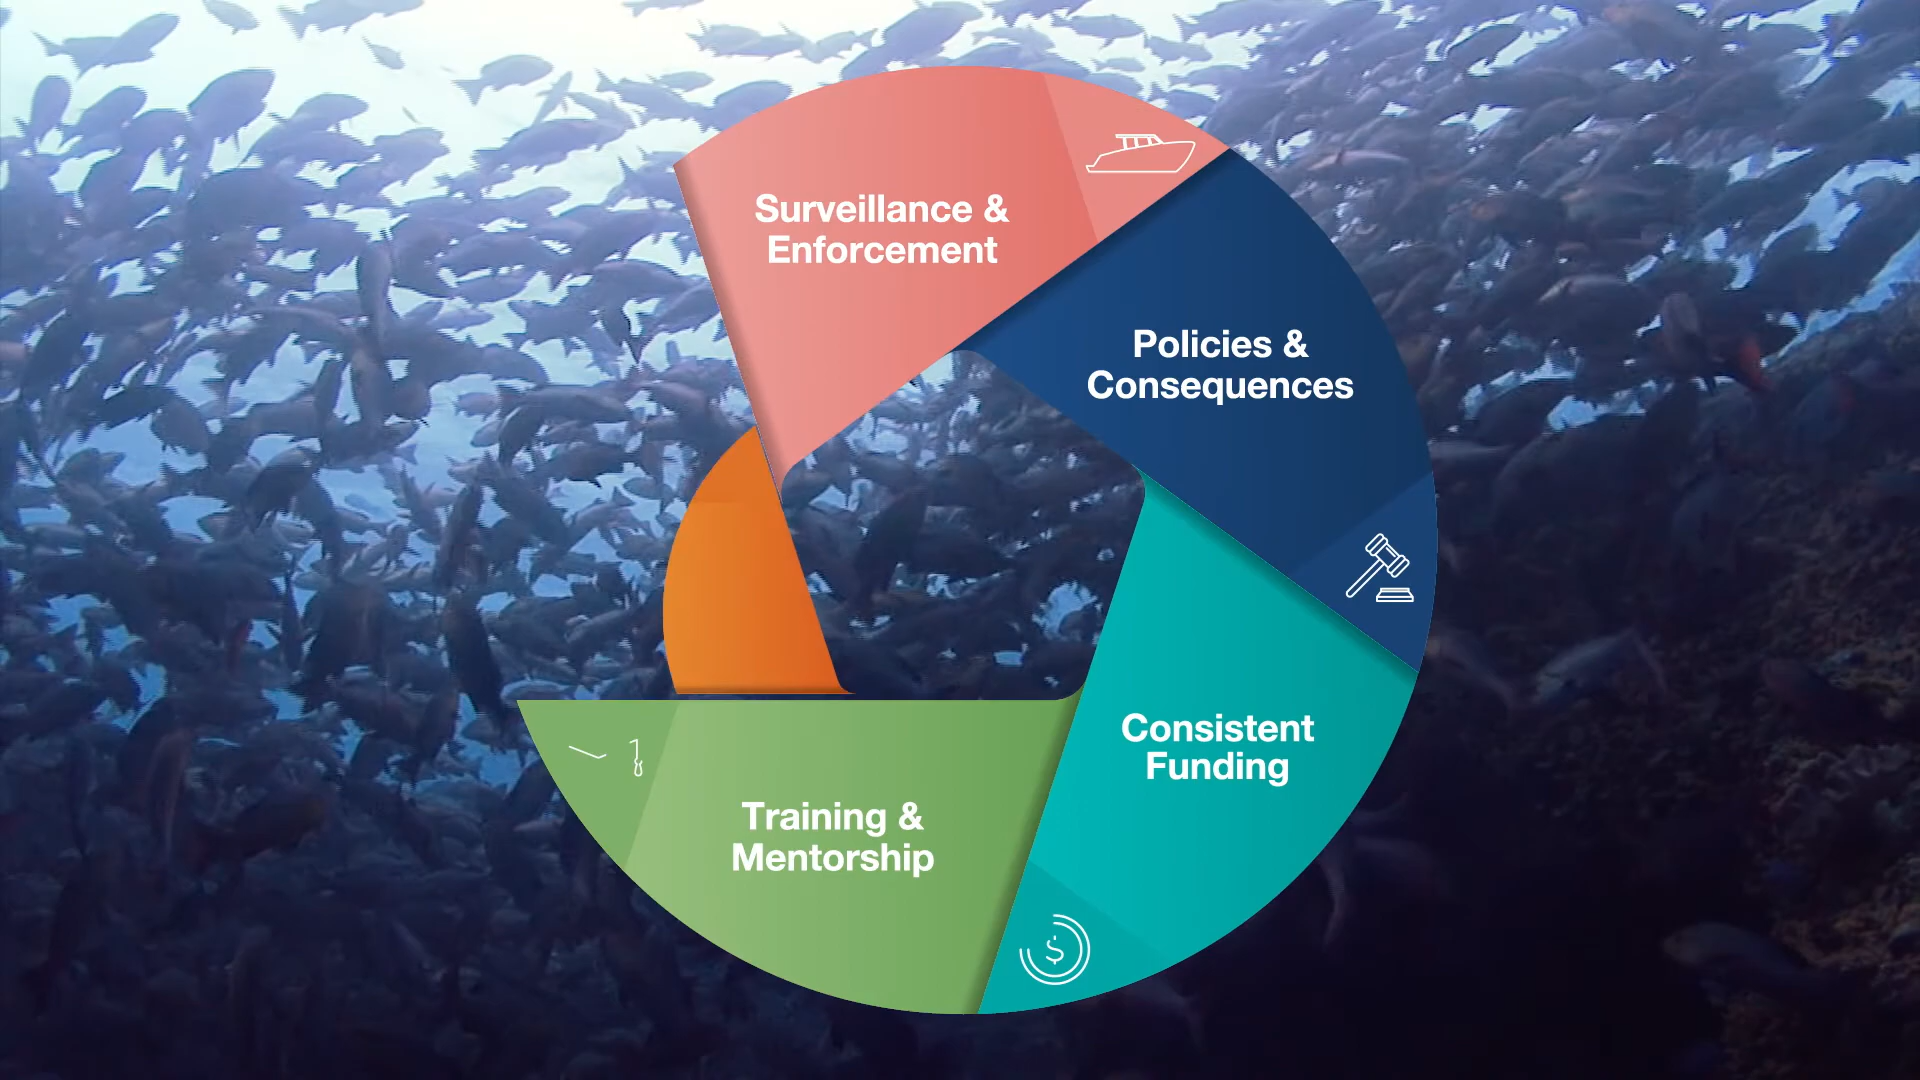 Surveillance &
Enforcement
Policies &
Consequences
Consistent
Funding
Training &
Mentorship
$